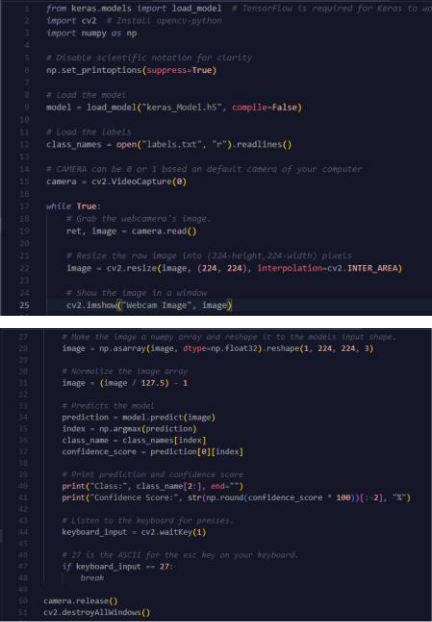 1 from keras.models import load_model # TensorFlow is required for Keras to wo
2 import cv2 # Install opencv-python
3 import numpy as np
4
5 # Disable scientific notation for clarity
6 np.set_printoptions(suppress=True)
7
8 # Load the model
9 model = load_model("keras_Model.h5", compile=False)
10
11 # Load the labels
12 class_names = open("labels.txt", "r").readlines()
13
14 # CAMERA can be 0 or 1 based on default camera of your computer
15 camera = cv2.VideoCapture(0)
16
17 while True:
18 # Grab the webcamera's image.
19 ret, image = camera.read()
20
21 # Resize the raw image into (224-height,224-width) pixels
22 image = cv2.resize(image, (224, 224), interpolation=cv2.INTER_AREA)
23
24 # Show the image in a window
25 cv2.imshow("Webcam Image", image)
27 # Make the image a numpy array and reshape it to the models input shape.
28 image = np.asarray(image, dtype=np.float32).reshape(1, 224, 224, 3)
29
30 # Normalize the image array
31 image = (image / 127.5) - 1
32
33 # Predicts the model
34 prediction = model.predict(image)
35 index = np.argmax(prediction)
36 class_name = class_names[index]
37 confidence_score = prediction[0][index]
38
39 # Print prediction and confidence score
40 print("Class:", class_name[2:], end="")
41 print("Confidence Score:", str(np.round(confidence_score * 100))[:-2], "%")
42
43 # Listen to the keyboard for presses.
44 keyboard_input = cv2.waitKey(1)
45
46 # 27 is the ASCII for the esc key on your keyboard.
47 if keyboard_input == 27:
48 break
49
50 camera.release()
51 cv2.destroyAllWindows()